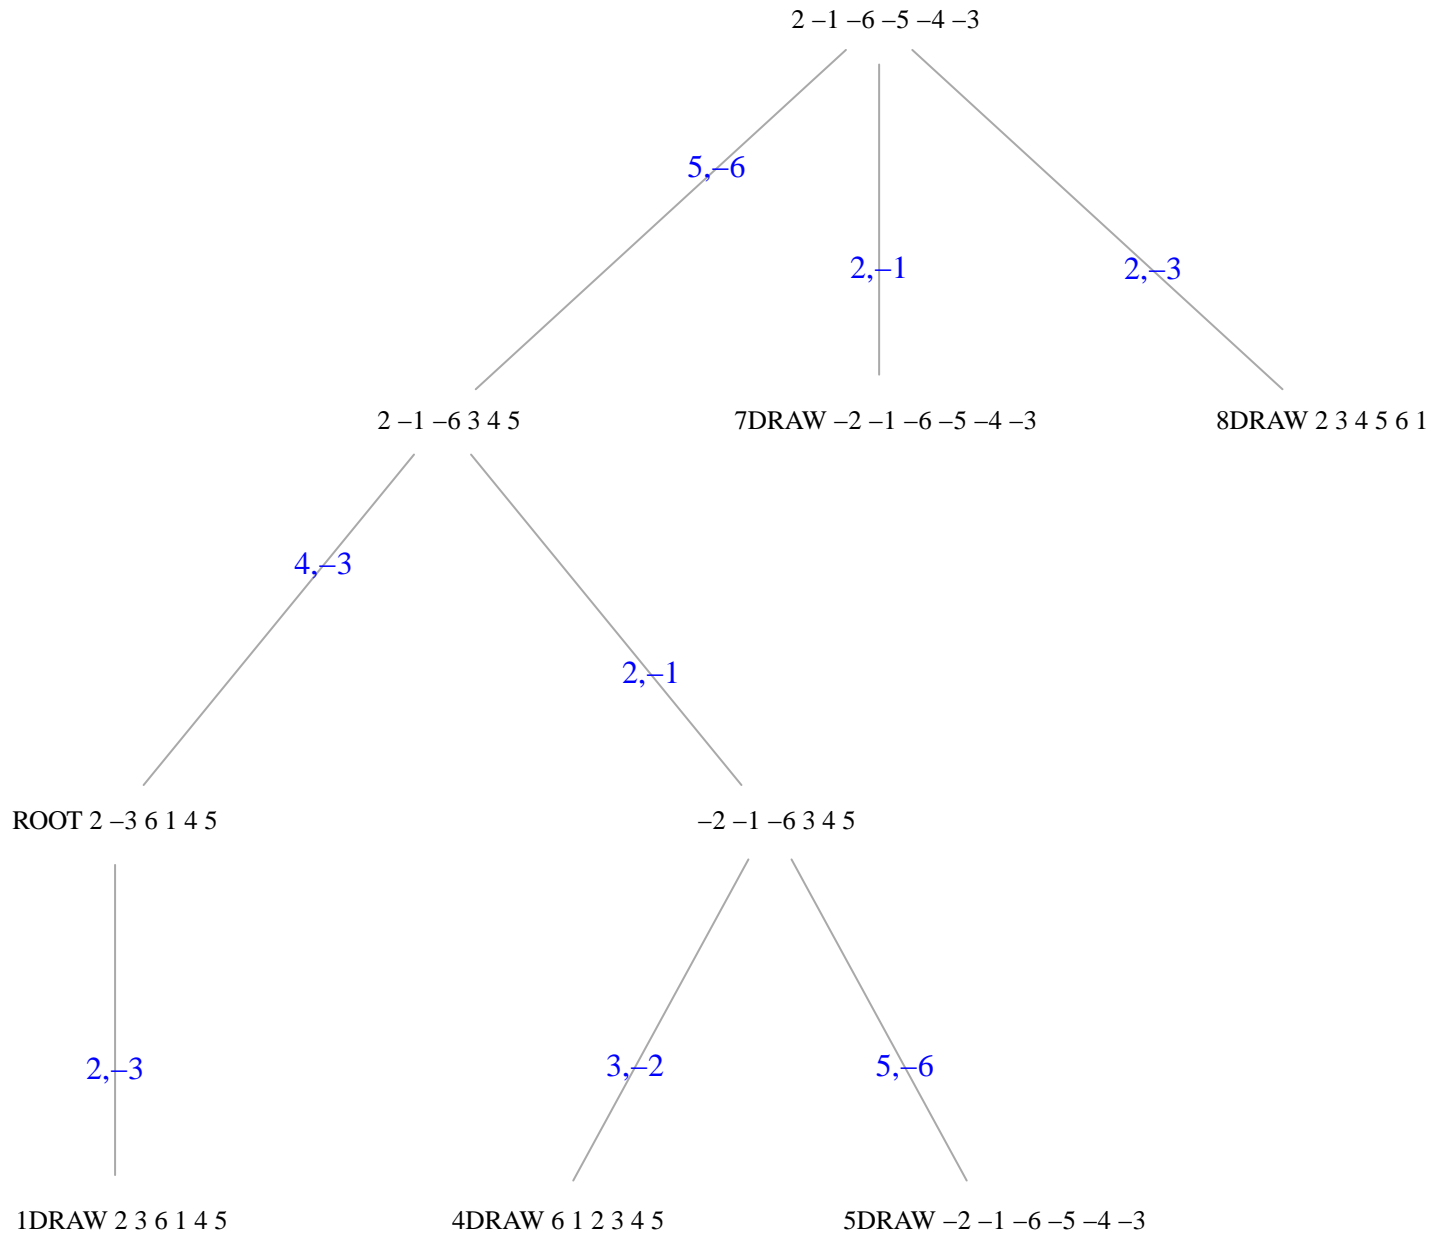 2 –1 –6 –5 –4 –3
5,–6
2,–1
2,–3
2 –1 –6 3 4 5
7DRAW –2 –1 –6 –5 –4 –3
8DRAW 2 3 4 5 6 1
4,–3
2,–1
ROOT 2 –3 6 1 4 5
–2 –1 –6 3 4 5
2,–3
3,–2
5,–6
1DRAW 2 3 6 1 4 5
4DRAW 6 1 2 3 4 5
5DRAW –2 –1 –6 –5 –4 –3